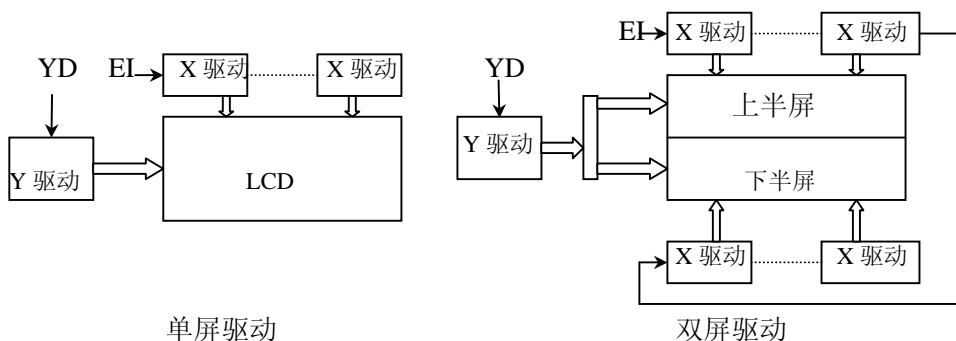 YD
EI
X 驱动
X 驱动
Y 驱动
LCD
单屏驱动
EI
X 驱动
X 驱动
YD
Y 驱动
上半屏
下半屏
X 驱动
X 驱动
双屏驱动